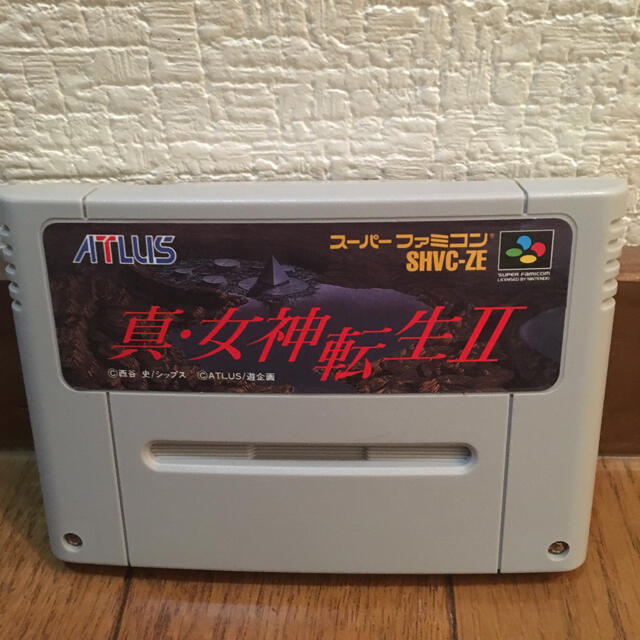 ATLUS
スーパーファミコン
SHVC-ZE
SUPER FAMICOM
LICENSED BY NINTENDO
真・女神転生II
©西谷 史/シップス ©ATLUS/遊企画